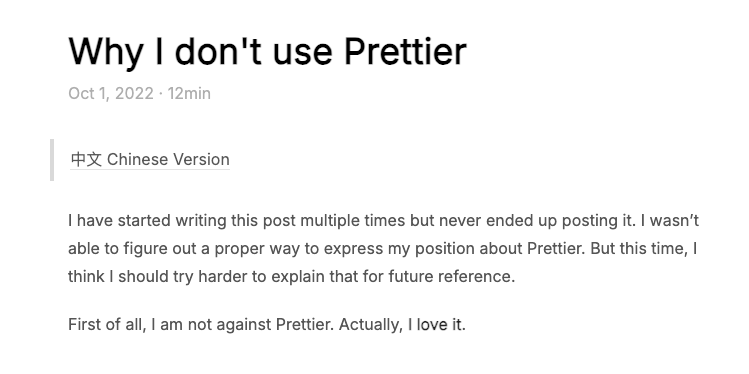 Why I don't use Prettier
Oct 1, 2022 · 12min
中文 Chinese Version
I have started writing this post multiple times but never ended up posting it. I wasn’t
able to figure out a proper way to express my position about Prettier. But this time, I
think I should try harder to explain that for future reference.
First of all, I am not against Prettier. Actually, I love it.